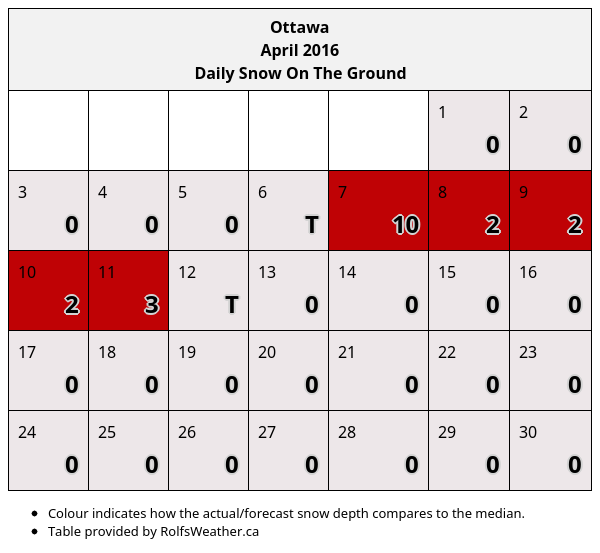 Ottawa
April 2016
Daily Snow On The Ground
1 2
0 0
3 4 5 6 7 8 9
0 0 0 T 10 2 2
10 11 12 13 14 15 16
2 3 T 0 0 0 0
17 18 19 20 21 22 23
0 0 0 0 0 0 0
24 25 26 27 28 29 30
0 0 0 0 0 0 0
• Colour indicates how the actual/forecast snow depth compares to the median.
• Table provided by RolfsWeather.ca